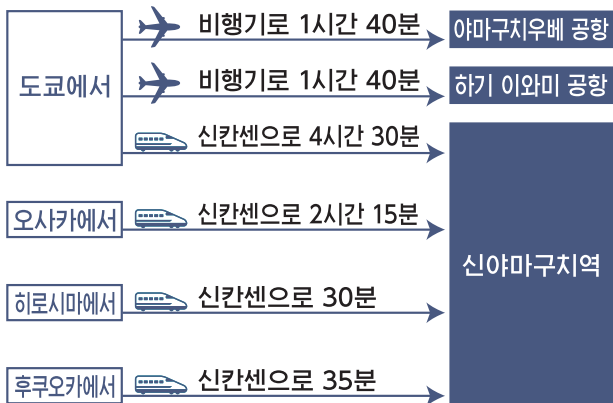 도쿄에서
비행기로 1시간 40분
야마구치우베 공항
비행기로 1시간 40분
하기 이와미 공항
신칸센으로 4시간 30분
오사카에서
신칸센으로 2시간 15분
신야마구치역
히로시마에서
신칸센으로 30분
후쿠오카에서
신칸센으로 35분